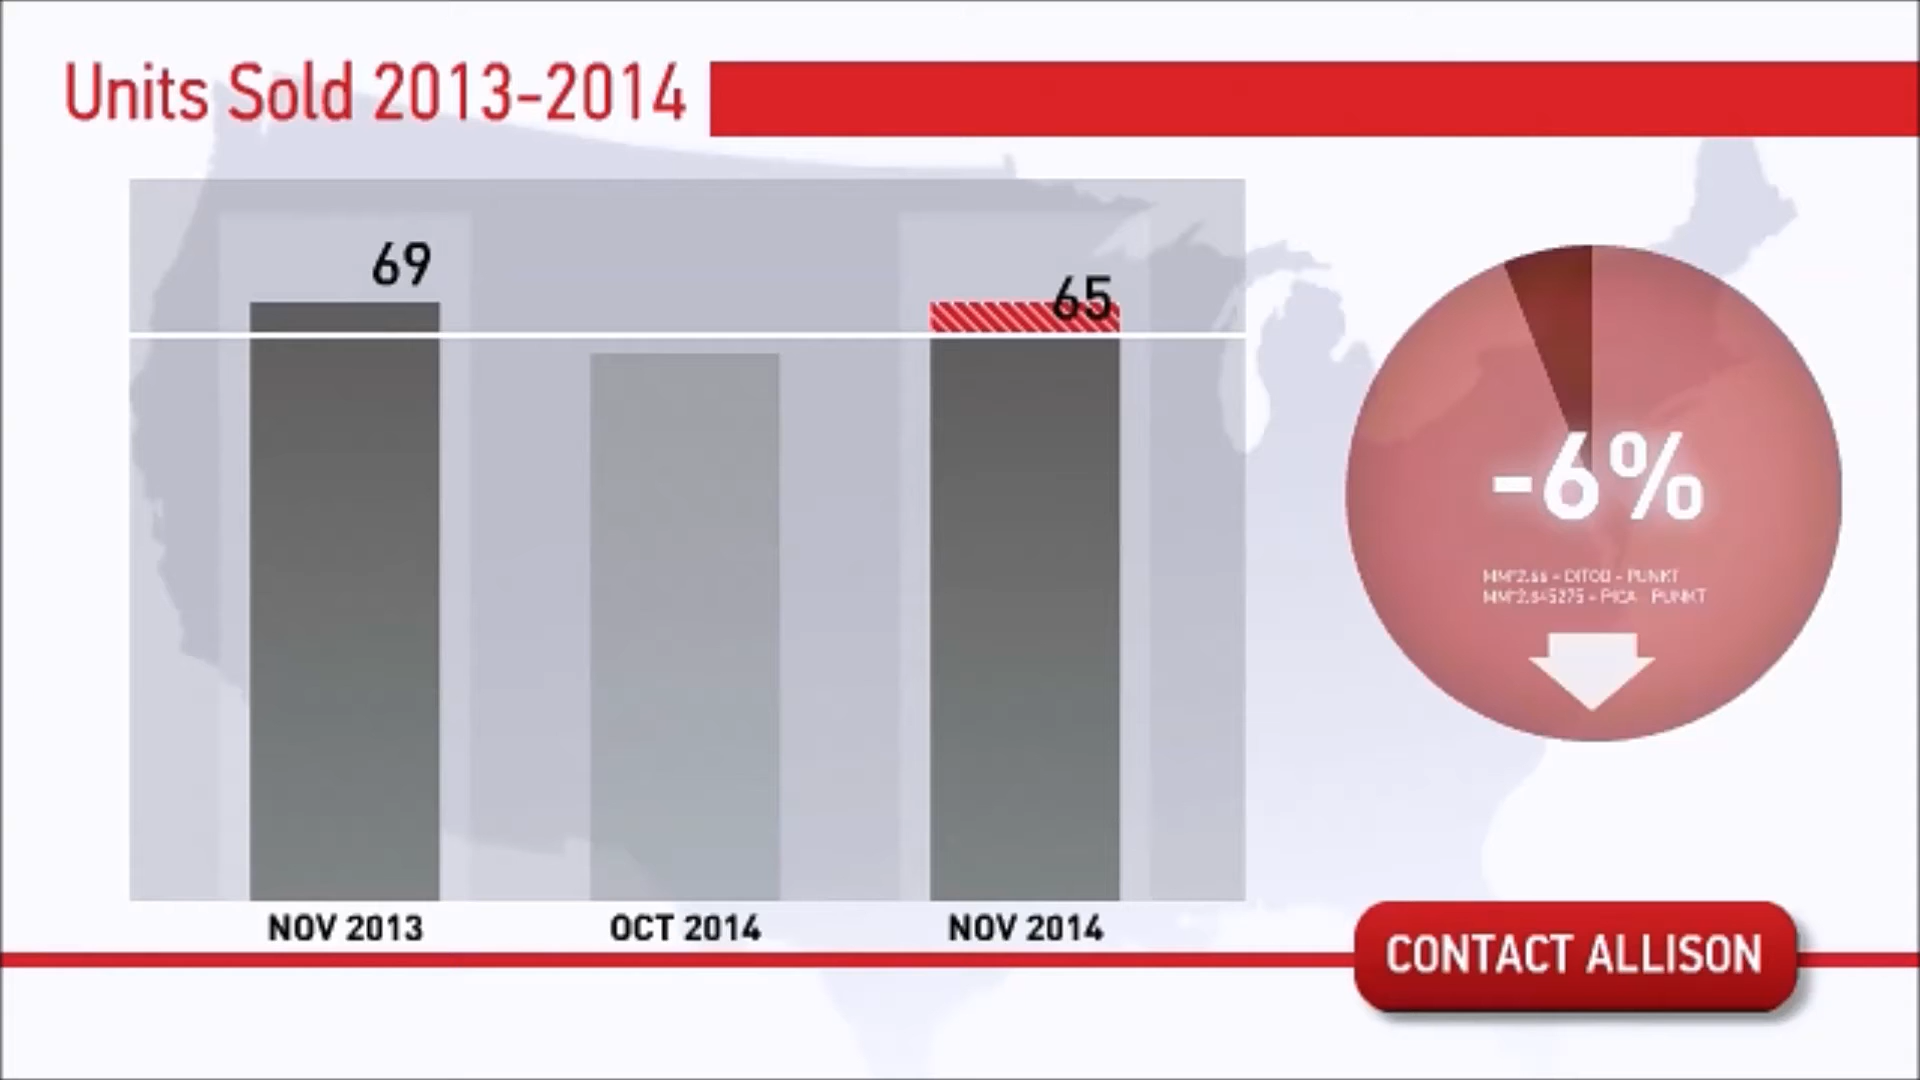 Units Sold 2013-2014
69
65
-6%
NOV 2013
OCT 2014
NOV 2014
CONTACT ALLISON